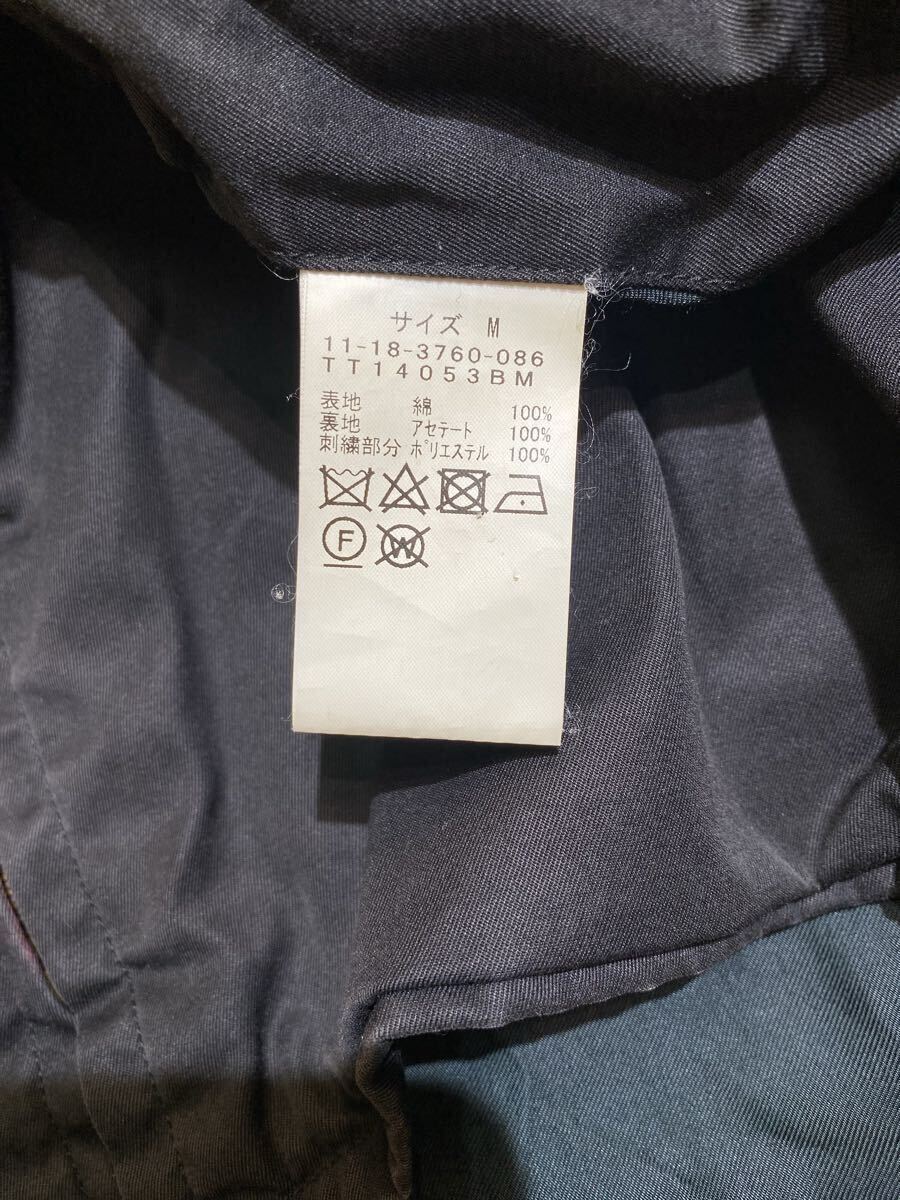 サイズ M
11-18-3760-086
TT14053BM
表地 綿 100%
裏地 アセテート 100%
刺繍部分 ポリエステル 100%
F W